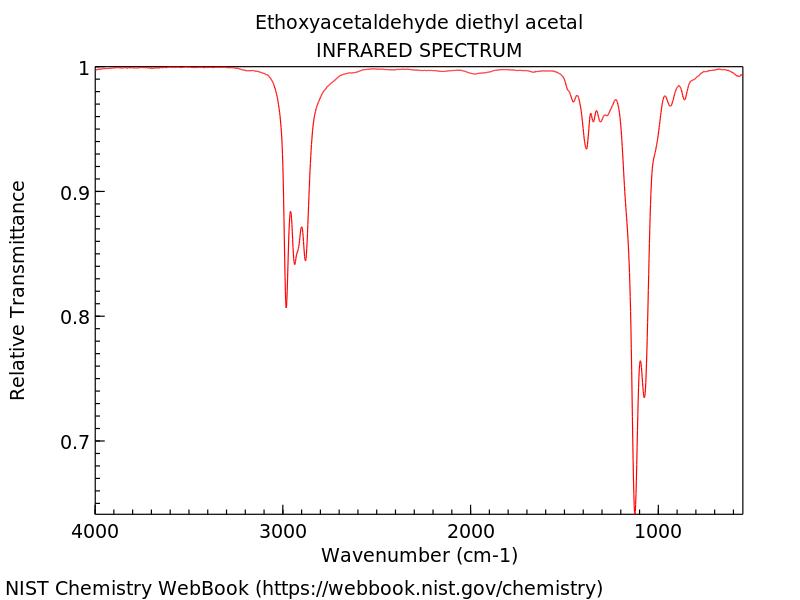 Ethoxyacetaldehyde diethyl acetal
INFRARED SPECTRUM
1
0.9
0.8
0.7
Relative Transmittance
4000 3000 2000 1000
Wavenumber (cm-1)
NIST Chemistry WebBook (https://webbook.nist.gov/chemistry)